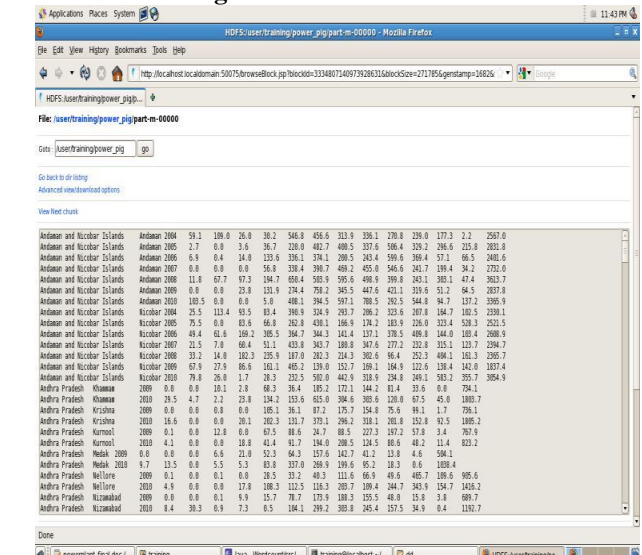 Applications Places System
11:43 PM
HDFS:/user/training/power_pig/part-m-00000 - Mozilla Firefox
File Edit View History Bookmarks Tools Help
http://localhost.localdomain:50075/browseBlock.jsp?blockId=3334807140973928631&blockSize=271785&genstamp=1682&
Google
HDFS:/user/training/power_pig/p...
File: /user/training/power_pig/part-m-00000
Goto : /user/training/power_pig go
Go back to dir listing
Advanced view/download options
View Next chunk
Andaman and Nicobar Islands Andaman 2004 59.1 109.0 26.0 30.2 546.8 456.6 313.9 336.1 270.8 239.0 177.3 2.2 2567.0
Andaman and Nicobar Islands Andaman 2005 2.7 0.0 3.6 36.7 220.0 482.7 400.5 337.6 506.4 329.2 296.6 215.8 2831.8
Andaman and Nicobar Islands Andaman 2006 6.9 0.4 14.0 133.6 336.1 374.1 200.5 243.4 599.6 369.4 57.1 66.5 2401.6
Andaman and Nicobar Islands Andaman 2007 0.0 0.0 0.0 56.8 338.4 390.7 469.2 455.0 546.6 241.7 199.4 34.2 2732.0
Andaman and Nicobar Islands Andaman 2008 11.8 67.7 97.3 194.7 650.4 503.9 595.6 498.9 399.8 243.1 303.1 47.4 3613.7
Andaman and Nicobar Islands Andaman 2009 0.0 0.0 23.8 131.9 274.4 750.2 345.5 447.6 421.1 319.6 51.2 64.5 2837.8
Andaman and Nicobar Islands Andaman 2010 103.5 0.0 0.0 5.0 408.1 394.5 597.1 788.5 292.5 544.8 94.7 137.2 3365.9
Andaman and Nicobar Islands Nicobar 2004 25.5 113.4 93.5 83.4 390.9 324.9 293.7 206.2 323.6 207.8 164.7 102.5 2330.1
Andaman and Nicobar Islands Nicobar 2005 75.5 0.0 83.6 66.8 262.8 430.1 166.9 174.2 183.9 226.0 323.4 528.3 2521.5
Andaman and Nicobar Islands Nicobar 2006 49.4 61.6 169.2 305.5 364.7 344.3 141.4 137.1 378.5 409.8 144.0 103.4 2608.9
Andaman and Nicobar Islands Nicobar 2007 21.5 7.0 60.4 51.1 433.8 343.7 180.8 347.6 277.2 232.8 315.1 123.7 2394.7
Andaman and Nicobar Islands Nicobar 2008 33.2 14.0 102.3 235.9 187.0 282.3 214.3 302.6 96.4 252.3 404.1 161.3 2365.7
Andaman and Nicobar Islands Nicobar 2009 67.9 27.9 86.6 161.1 465.2 139.0 152.7 169.1 164.9 122.6 138.4 142.0 1837.4
Andaman and Nicobar Islands Nicobar 2010 79.8 26.0 1.7 28.3 232.5 502.0 442.9 318.9 234.8 249.1 583.2 355.7 3054.9
Andhra Pradesh Khammam 2009 0.0 0.0 10.1 2.8 60.3 36.4 185.2 172.1 144.2 81.4 33.6 0.0 734.1
Andhra Pradesh Khammam 2010 29.5 4.7 2.2 23.8 134.2 153.6 615.0 304.6 303.6 120.0 67.5 45.0 1803.7
Andhra Pradesh Krishna 2009 0.0 0.0 0.8 0.0 105.1 36.1 87.2 175.7 154.8 75.6 99.1 1.7 736.1
Andhra Pradesh Krishna 2010 16.6 0.0 0.0 20.1 202.3 131.7 373.1 296.2 318.1 201.8 152.8 92.5 1805.2
Andhra Pradesh Kurnool 2009 0.1 0.0 12.8 0.0 67.5 88.6 24.7 88.5 227.3 197.2 57.8 3.4 767.9
Andhra Pradesh Kurnool 2010 4.1 0.0 0.0 18.8 41.4 91.7 194.0 208.5 124.5 80.6 48.2 11.4 823.2
Andhra Pradesh Medak 2009 0.0 0.0 6.6 21.0 52.3 64.3 157.6 142.7 41.2 13.8 4.6 504.1
Andhra Pradesh Medak 2010 9.7 13.5 0.0 5.5 5.3 83.8 337.0 269.9 199.6 95.2 18.3 0.6 1038.4
Andhra Pradesh Nellore 2009 0.1 0.0 0.1 0.0 28.5 33.2 40.3 111.6 66.9 49.6 465.7 109.6 905.6
Andhra Pradesh Nellore 2010 4.9 0.0 0.0 17.8 108.3 112.5 116.3 203.7 109.4 244.7 343.9 154.7 1416.2
Andhra Pradesh Nizamabad 2009 0.0 0.0 0.1 9.9 15.7 78.7 173.9 188.3 155.5 48.0 15.8 3.8 689.7
Andhra Pradesh Nizamabad 2010 8.4 30.3 0.9 7.3 0.5 104.1 299.2 303.8 245.4 157.5 34.9 0.4 1192.7
Done